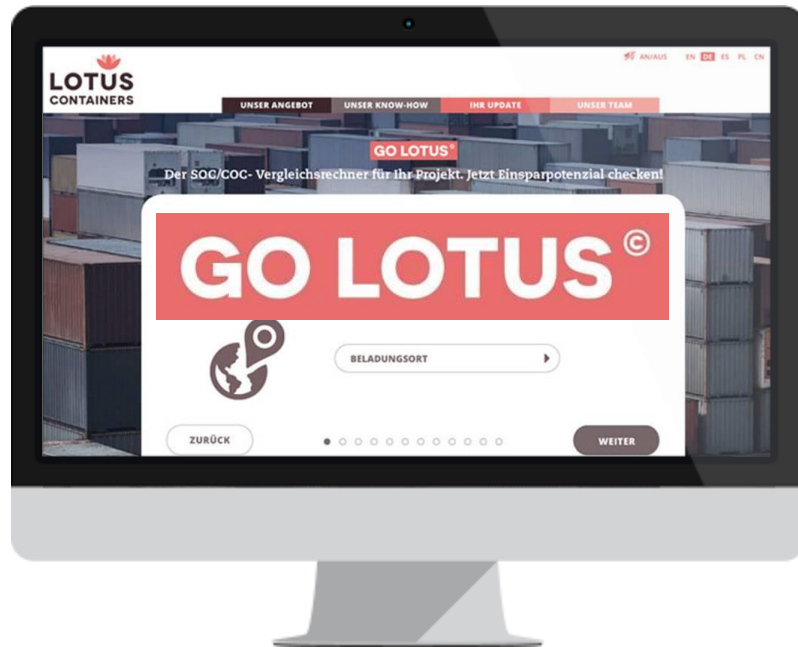 LOTUS
CONTAINERS
AN/AUS EN DE ES PL CN
UNSER ANGEBOT UNSER KNOW-HOW IHR UPDATE UNSER TEAM
GO LOTUS©
Der SOC/COC- Vergleichsrechner für Ihr Projekt. Jetzt Einsparpotenzial checken!
GO LOTUS©
BELADUNGSORT
ZURÜCK
WEITER